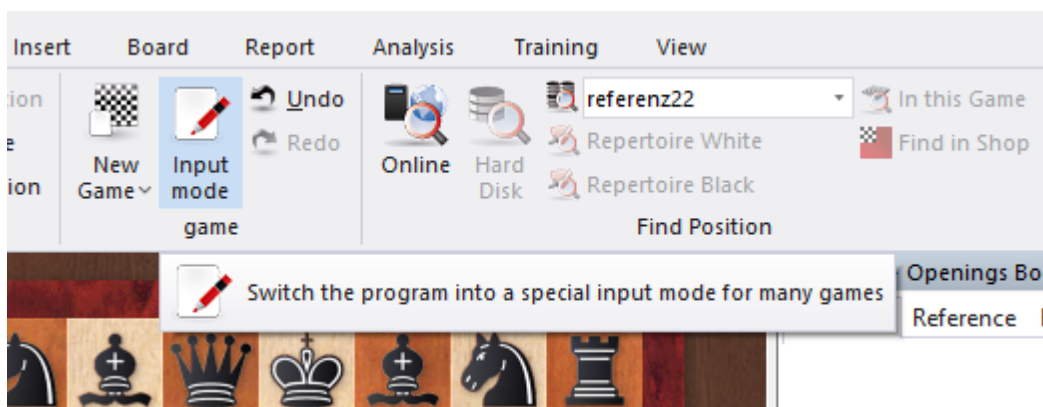 Insert Board Report Analysis Training View
New Game
Input mode
Undo
Redo
game
Online
Hard Disk
referenz22
Repertoire White
Repertoire Black
In this Game
Find in Shop
Find Position
Switch the program into a special input mode for many games
Reference